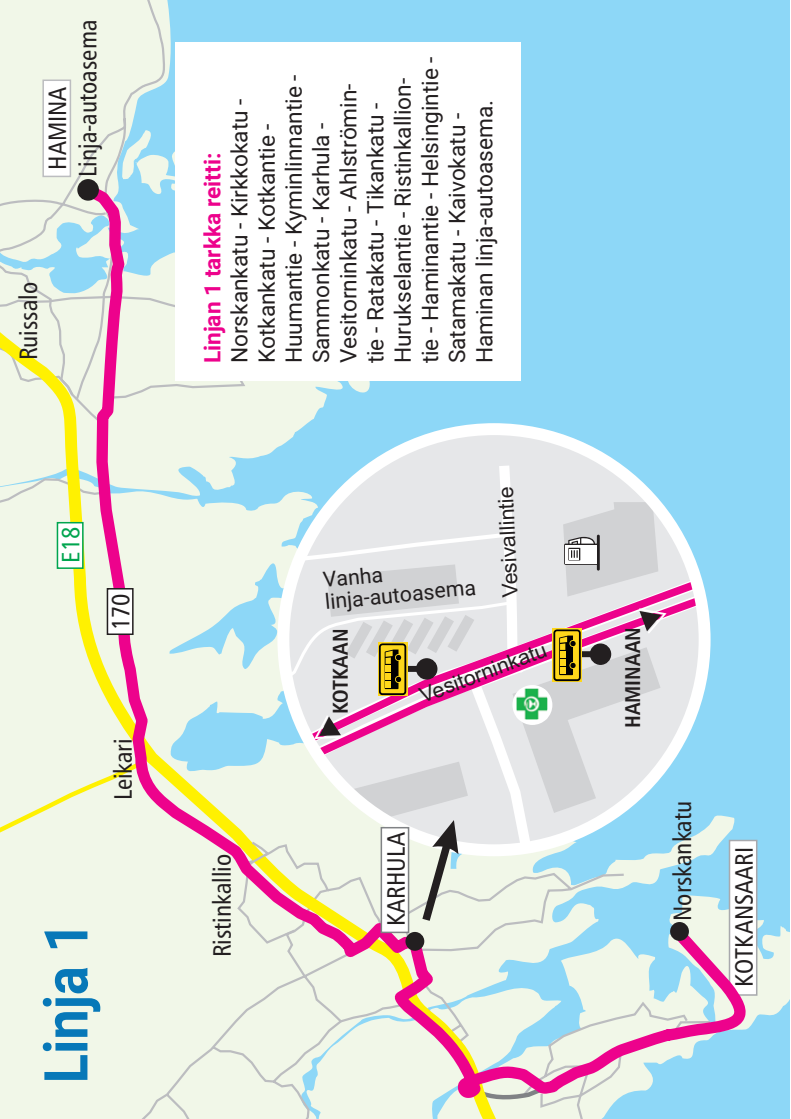 Linja 1
HAMINA
Linja-autoasema
Ruissalo
E18
170
Leikari
Ristinkallio
KARHULA
Norskankatu
KOTKANSAARI
Linjan 1 tarkka reitti:
Norskankatu - Kirkkokatu -
Kotkankatu - Kotkantie -
Huumantie - Kyminlinnantie -
Sammonkatu - Karhula -
Vesitorninkatu - Ahlströmin-
tie - Ratakatu - Tikankatu -
Hurukselantie - Ristinkallion-
tie - Haminantie - Helsingintie -
Satamakatu - Kaivokatu -
Haminan linja-autoasema.
Vanha
linja-autoasema
Vesivallintie
KOTKAAN
Vesitorninkatu
HAMINAAN